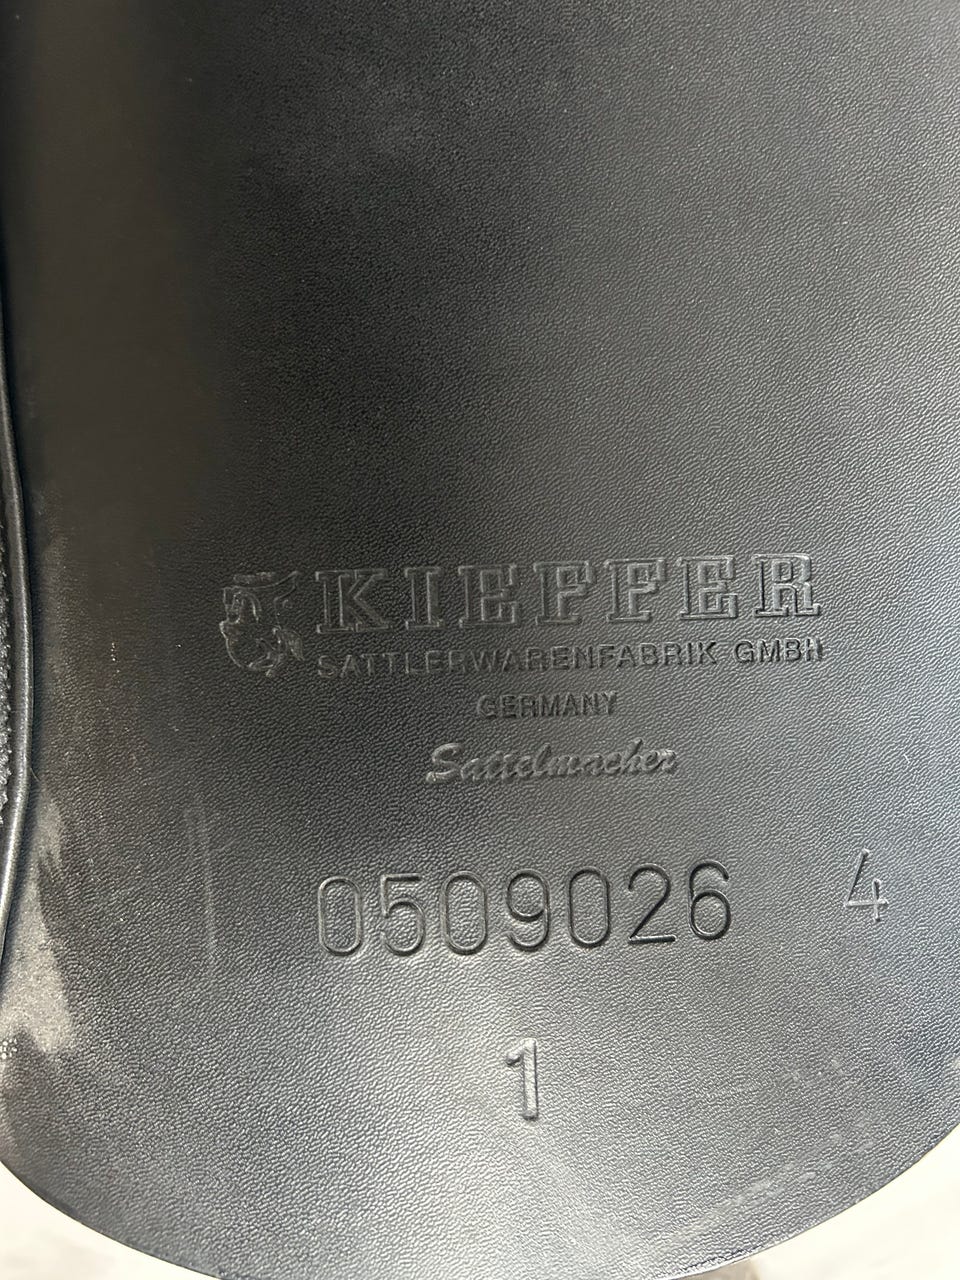 KIEFFER
SATTLERWARENFABRIK GMBH
GERMANY
Sattelmacher
0509026 4
1